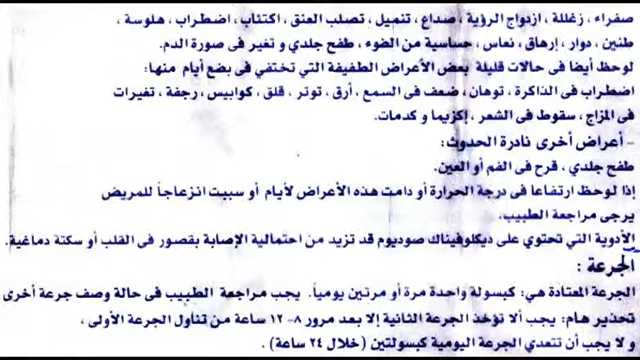 صفراء ، زغللة ، ازدواج الرؤية ، صداع ، تنميل ، تصلب العنق ، اكتئاب ، اضطراب ، هلوسة ،
طنين ، دوار ، إرهاق ، نعاس ، حساسية من الضوء ، طفح جلدي و تغير فى صورة الدم.
لوحظ أيضا فى حالات قليلة بعض الأعراض الطفيفة التي تختفي فى بضع أيام منها:
اضطراب فى الذاكرة ، توهان ، ضعف فى السمع ، أرق ، توتر ، قلق ، كوابيس ، رجفة ، تغيرات
فى المزاج ، سقوط فى الشعر ، إكزيما و كدمات.
- أعراض أخرى نادرة الحدوث:
طفح جلدي ، قرح فى الفم أو العين.
إذا لوحظ ارتفاعا فى درجة الحرارة أو دامت هذه الأعراض لأيام أو سببت انزعاجاً للمريض
يرجى مراجعة الطبيب.
الأدوية التي تحتوي على ديكلوفيناك صوديوم قد تزيد من احتمالية الإصابة بقصور فى القلب أو سكتة دماغية.
الجرعة :
الجرعة المعتادة هي: كبسولة واحدة مرة أو مرتين يومياً. يجب مراجعة الطبيب فى حالة وصف جرعة أخرى
تحذير هام: يجب ألا تؤخذ الجرعة الثانية إلا بعد مرور ٨- ١٢ ساعة من تناول الجرعة الأولى ،
و لا يجب أن تتعدي الجرعة اليومية كبسولتين (خلال ٢٤ ساعة) .